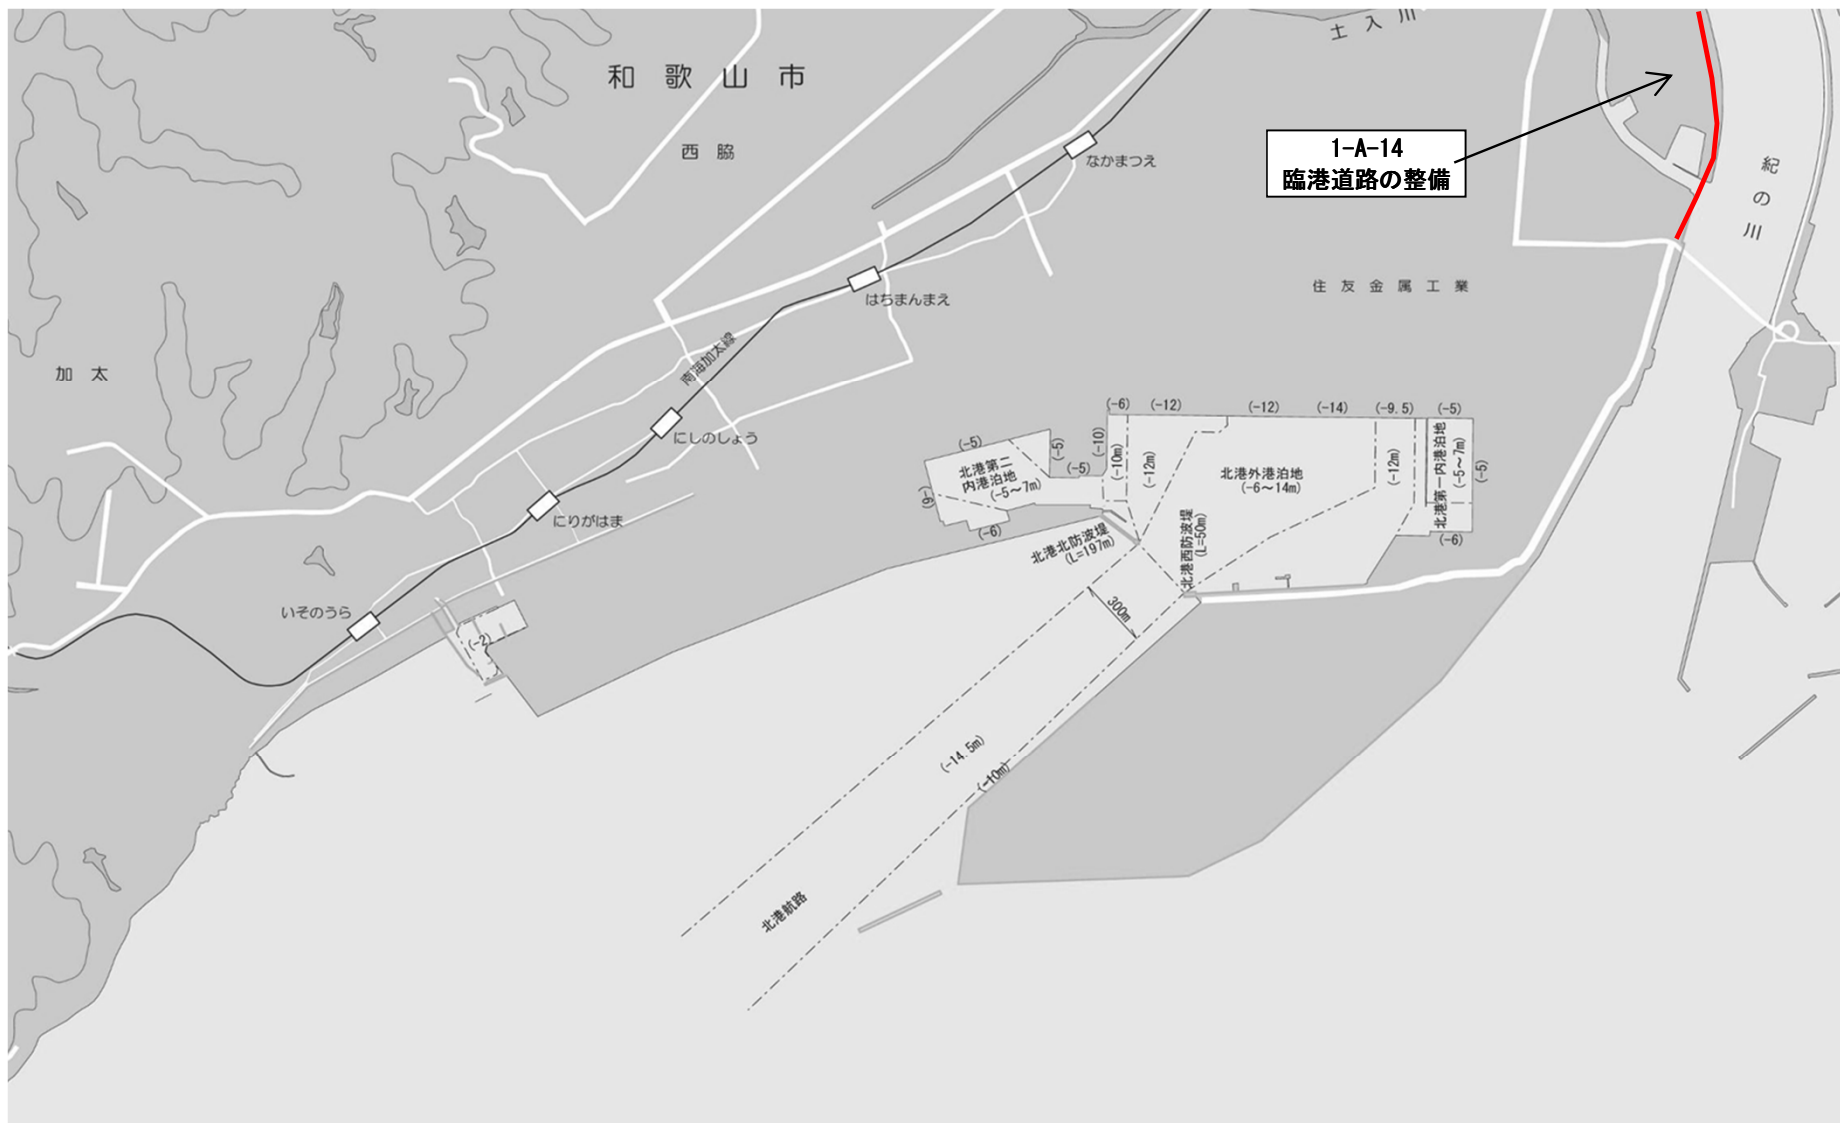 土入川
和歌山市
西脇
なかまつえ
1-A-14
臨港道路の整備
紀の川
はちまんまえ
住友金属工業
南海加太線
加太
にしのしょう
(-6)
(-12)
(-12)
(-14)
(-9.5)
(-5)
(-5)
(-5)
(-10)
(-10m)
(-12m)
(-12m)
北港第一内港泊地
(-5～7m)
(-5)
北港第二
内港泊地
(-5～7m)
(-5)
北港外港泊地
(-6～14m)
(-6)
(-6)
(-6)
にりがはま
北港北防波堤
(L=197m)
北港西防波堤
(L=50m)
いそのうら
300m
(-2)
(-14.5m)
(-10m)
北港航路